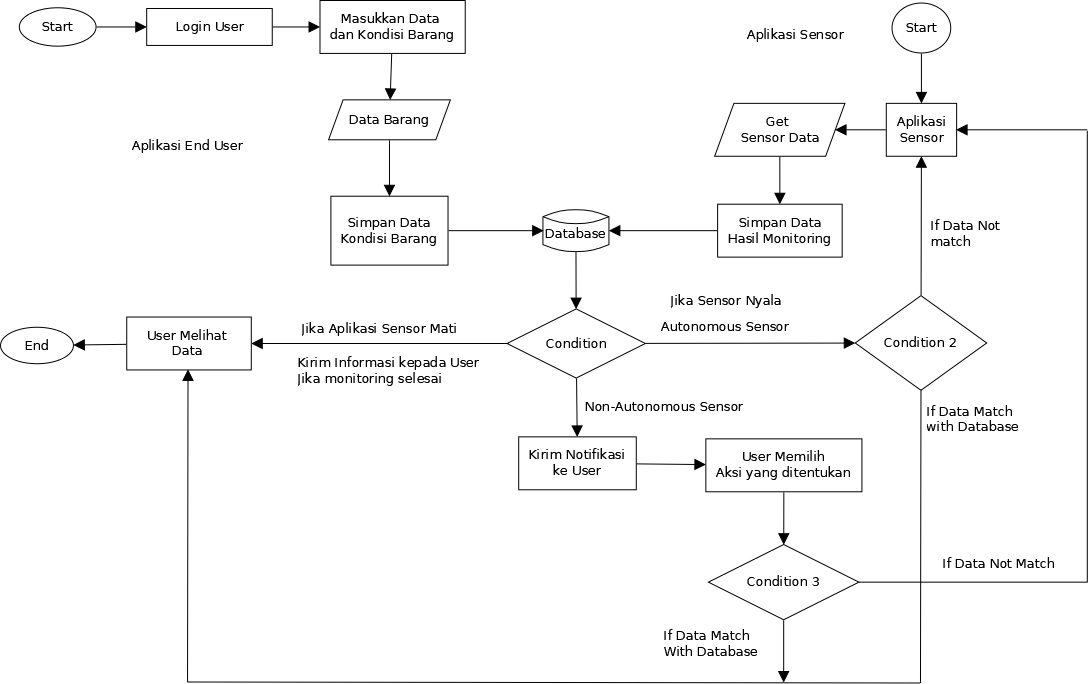 Start
Login User
Masukkan Data
dan Kondisi Barang
Aplikasi Sensor
Start
Data Barang
Get
Sensor Data
Aplikasi
Sensor
Aplikasi End User
Simpan Data
Kondisi Barang
Database
Simpan Data
Hasil Monitoring
If Data Not
match
Jika Sensor Nyala
Autonomous Sensor
Jika Aplikasi Sensor Mati
Kirim Informasi kepada User
Jika monitoring selesai
End
User Melihat
Data
Condition
Condition 2
Non-Autonomous Sensor
If Data Match
with Database
Kirim Notifikasi
ke User
User Memilih
Aksi yang ditentukan
Condition 3
If Data Not Match
If Data Match
With Database